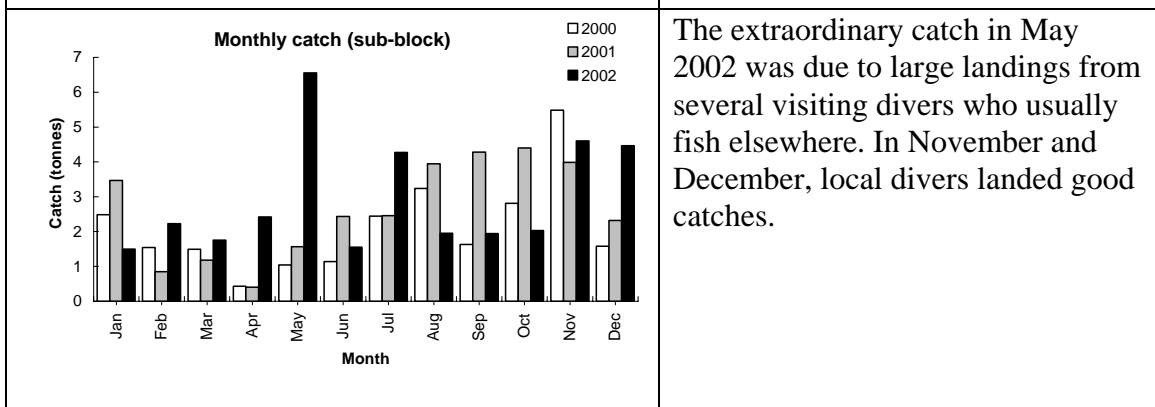 Monthly catch (sub-block)
2000
2001
2002
7
6
5
4
3
2
1
0
Catch (tonnes)
Jan
Feb
Mar
Apr
May
Jun
Jul
Aug
Sep
Oct
Nov
Dec
Month
The extraordinary catch in May
2002 was due to large landings from
several visiting divers who usually
fish elsewhere. In November and
December, local divers landed good
catches.